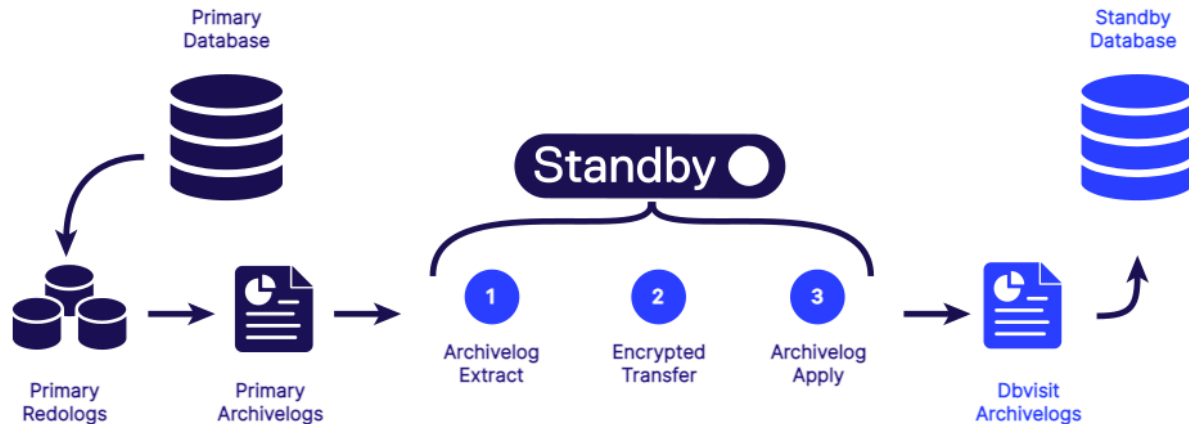 Primary
Database
Standby
Database
Standby
1
2
3
Archivelog
Extract
Encrypted
Transfer
Archivelog
Apply
Primary
Redologs
Primary
Archivelogs
Dbvisit
Archivelogs